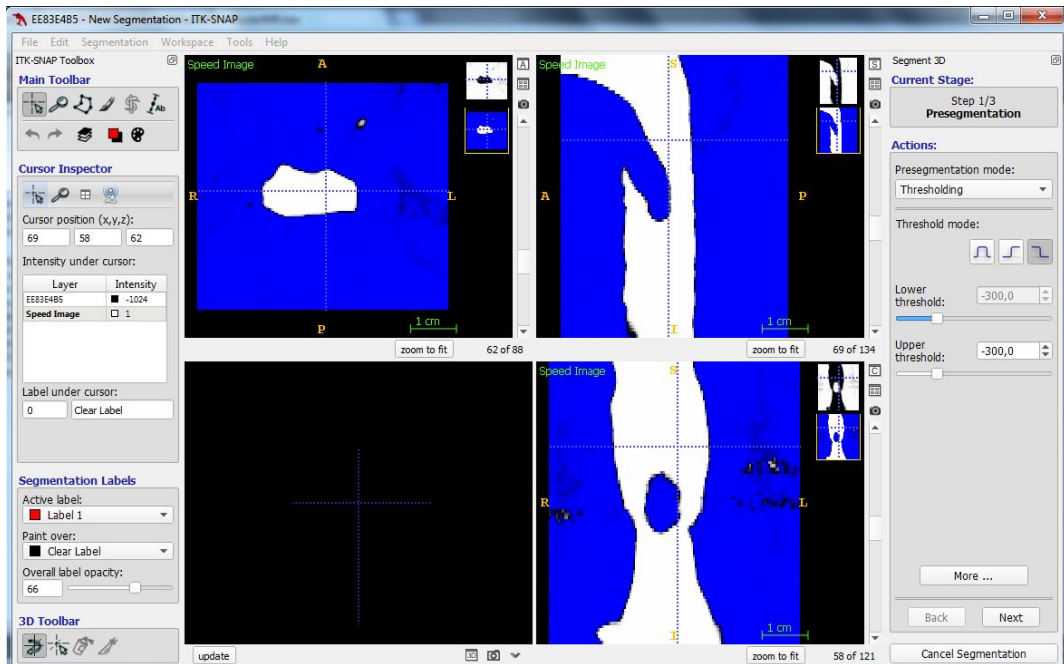 EE83E4B5 - New Segmentation - ITK-SNAP
File Edit Segmentation Workspace Tools Help
ITK-SNAP Toolbox
Main Toolbar
Ab
Cursor Inspector
Cursor position (x,y,z):
69 58 62
Intensity under cursor:
Layer Intensity
EE83E4B5 -1024
Speed Image 1
Label under cursor:
0 Clear Label
Segmentation Labels
Active label:
Label 1
Paint over:
Clear Label
Overall label opacity:
66
3D Toolbar
Speed Image
A
A
R
L
P
1 cm
zoom to fit 62 of 88
Speed Image
S
S
A
P
I
1 cm
zoom to fit 69 of 134
update
3D
Speed Image
S
C
R
L
I
1 cm
zoom to fit 58 of 121
Segment 3D
Current Stage:
Step 1/3
Presegmentation
Actions:
Presegmentation mode:
Thresholding
Threshold mode:
Lower
threshold:
-300,0
Upper
threshold:
-300,0
More ...
Back Next
Cancel Segmentation